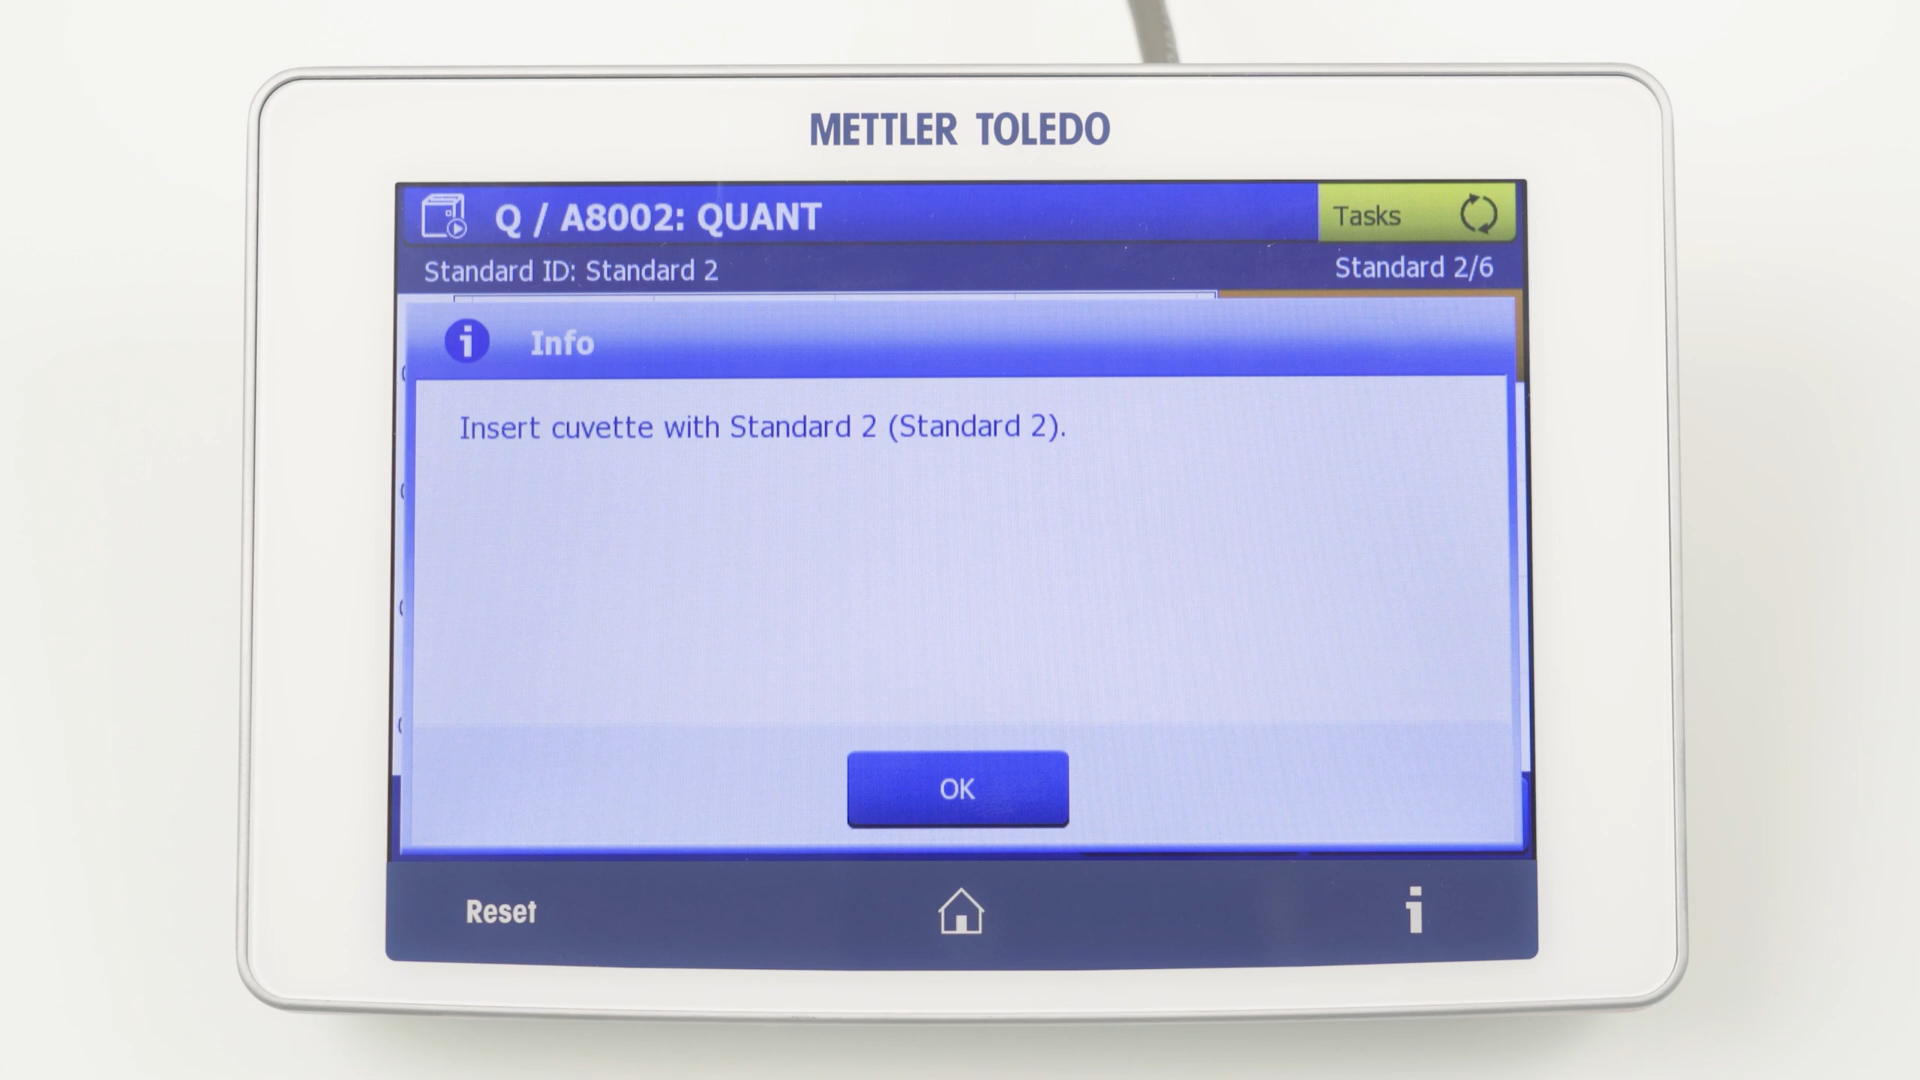 METTLER TOLEDO
Q / A8002: QUANT
Tasks
Standard ID: Standard 2
Standard 2/6
Info
Insert cuvette with Standard 2 (Standard 2).
OK
Reset